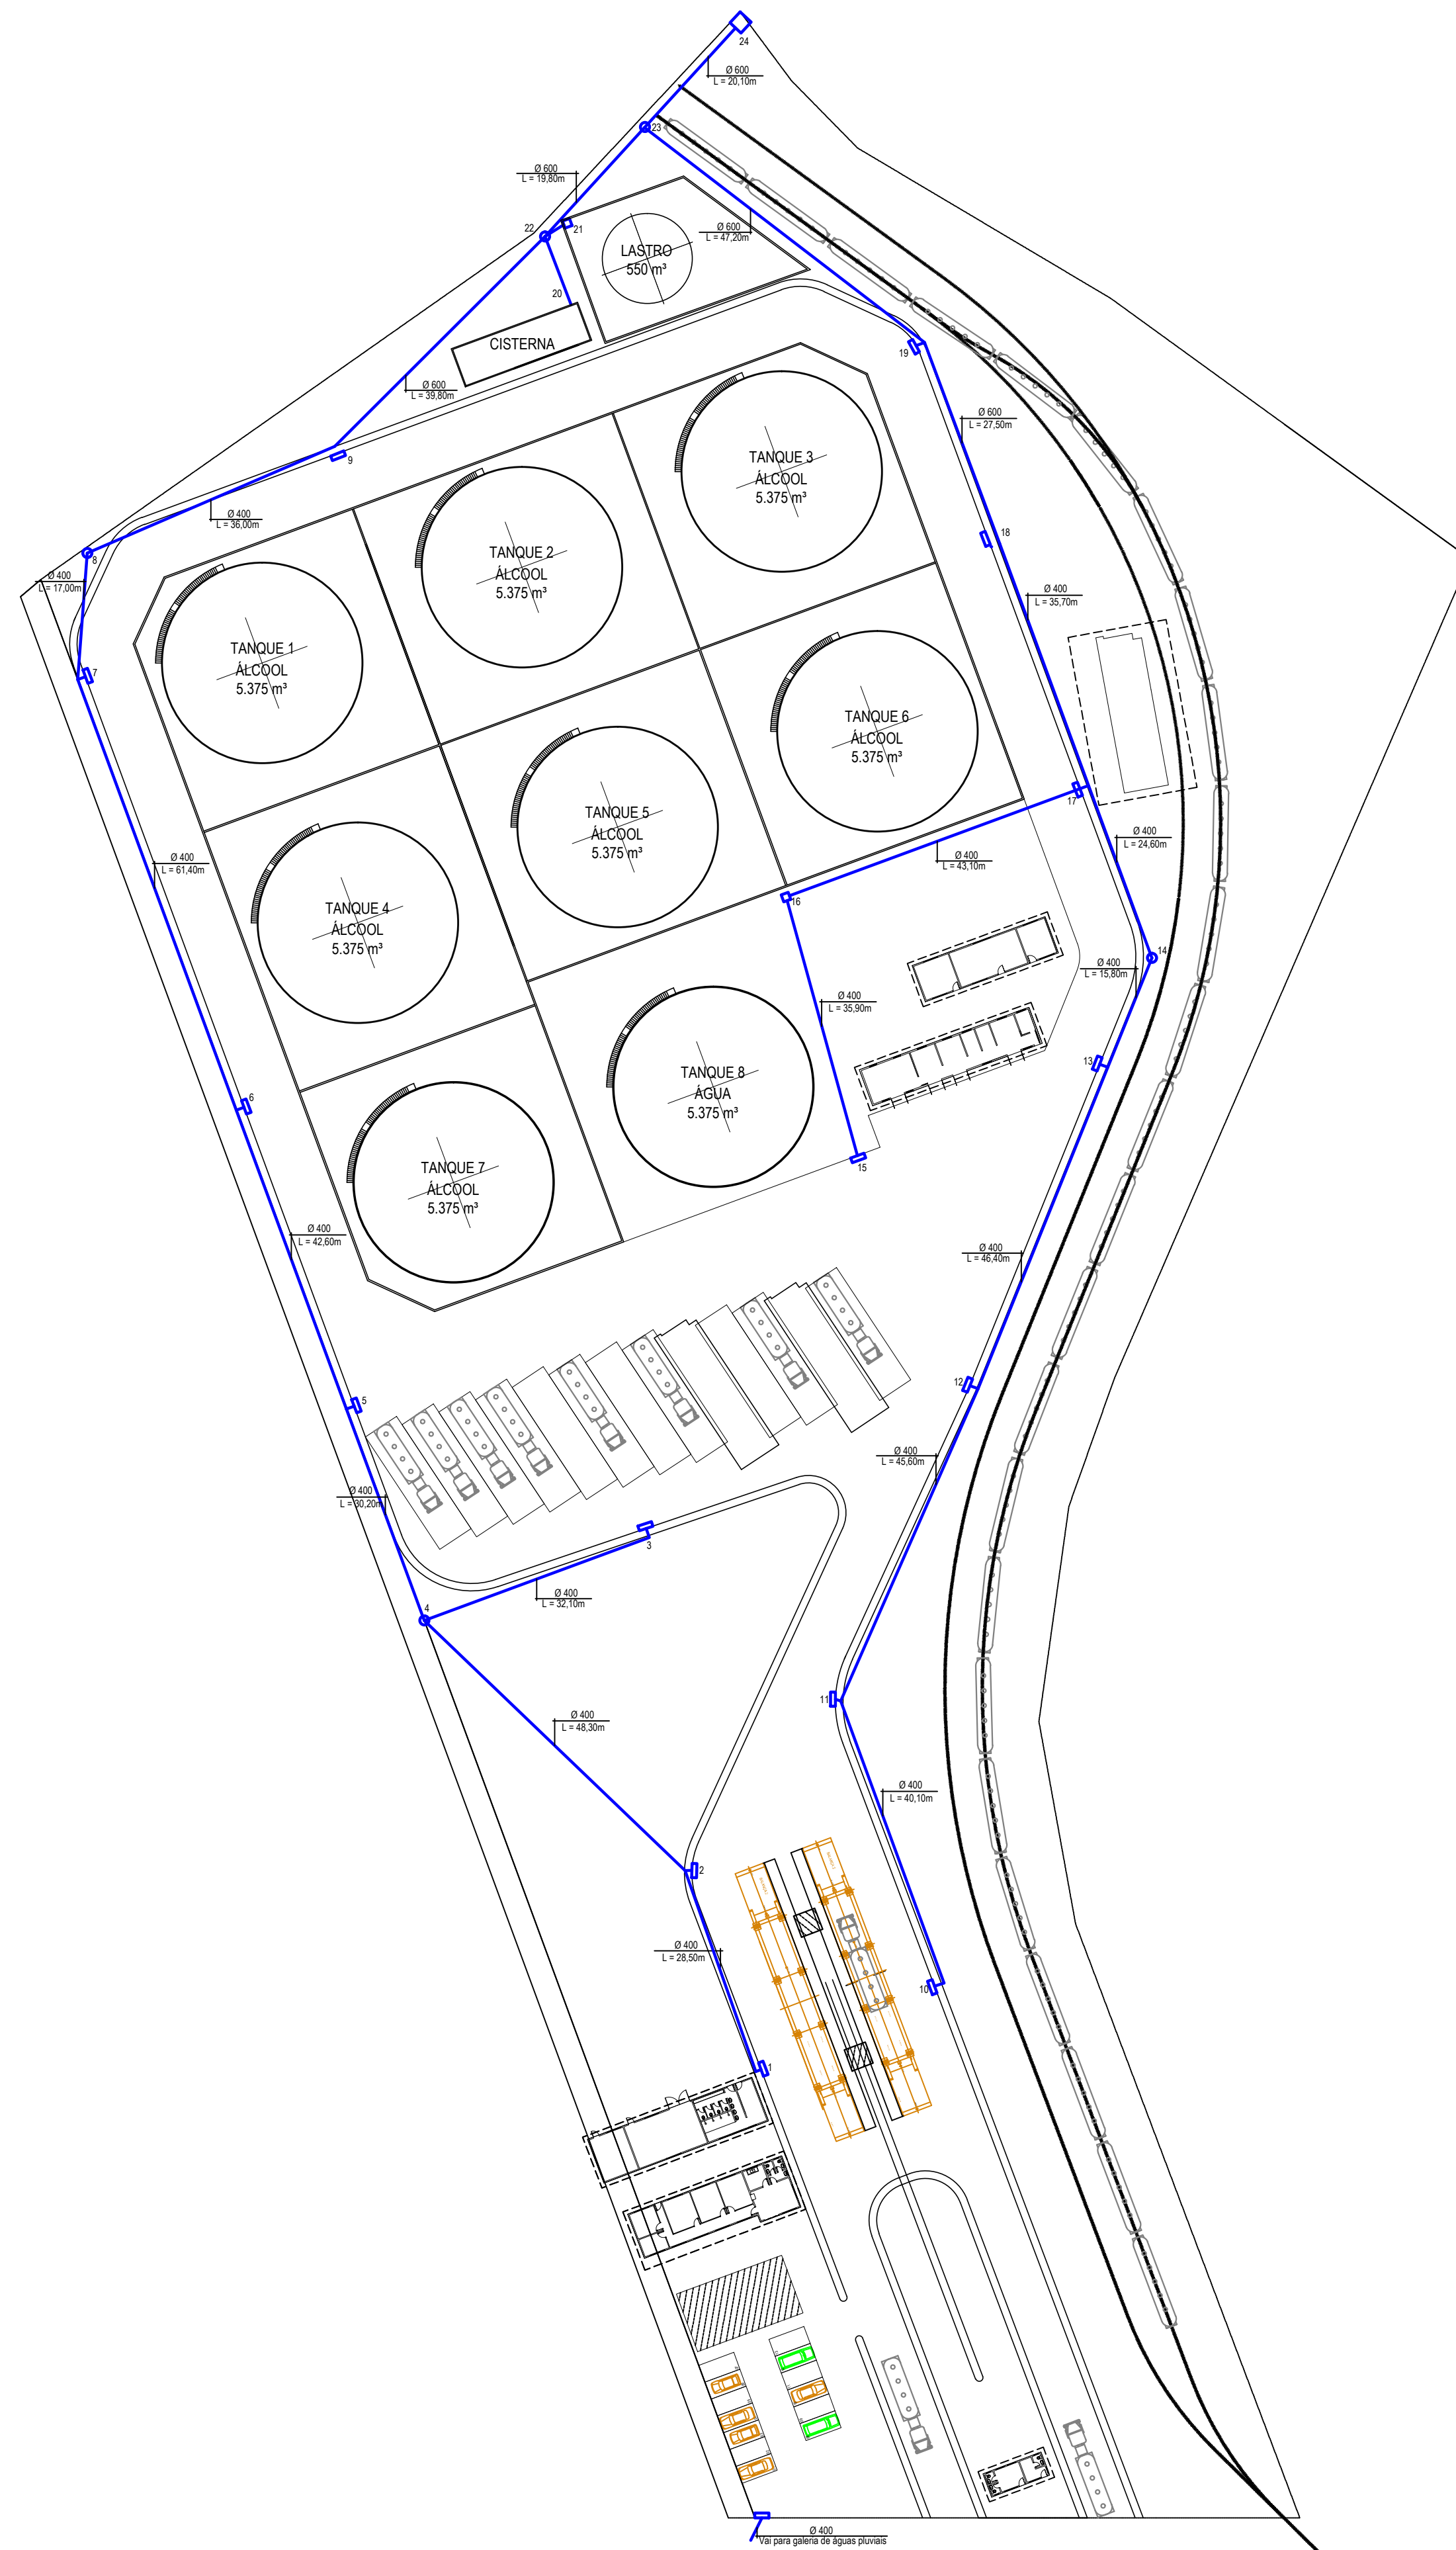 24
Ø 600
L = 20,10m
23
Ø 600
L = 19,80m
22
21
Ø 600
L = 47,20m
LASTRO
550 m³
20
CISTERNA
19
Ø 600
L = 39,80m
Ø 600
L = 27,50m
9
TANQUE 3
ÁLCOOL
5.375 m³
Ø 400
L = 36,00m
18
8
TANQUE 2
ÁLCOOL
5.375 m³
Ø 400
L = 17,00m
Ø 400
L = 35,70m
7
TANQUE 1
ÁLCOOL
5.375 m³
TANQUE 6
ÁLCOOL
5.375 m³
17
TANQUE 5
ÁLCOOL
5.375 m³
Ø 400
L = 24,60m
Ø 400
L = 61,40m
Ø 400
L = 43,10m
16
TANQUE 4
ÁLCOOL
5.375 m³
14
Ø 400
L = 15,80m
Ø 400
L = 35,90m
13
TANQUE 8
ÁGUA
5.375 m³
6
15
TANQUE 7
ÁLCOOL
5.375 m³
Ø 400
L = 42,60m
Ø 400
L = 46,40m
12
5
Ø 400
L = 45,60m
Ø 400
L = 30,20m
3
Ø 400
L = 32,10m
4
11
Ø 400
L = 48,30m
Ø 400
L = 40,10m
2
Ø 400
L = 28,50m
10
1
Ø 400
Vai para galeria de águas pluviais